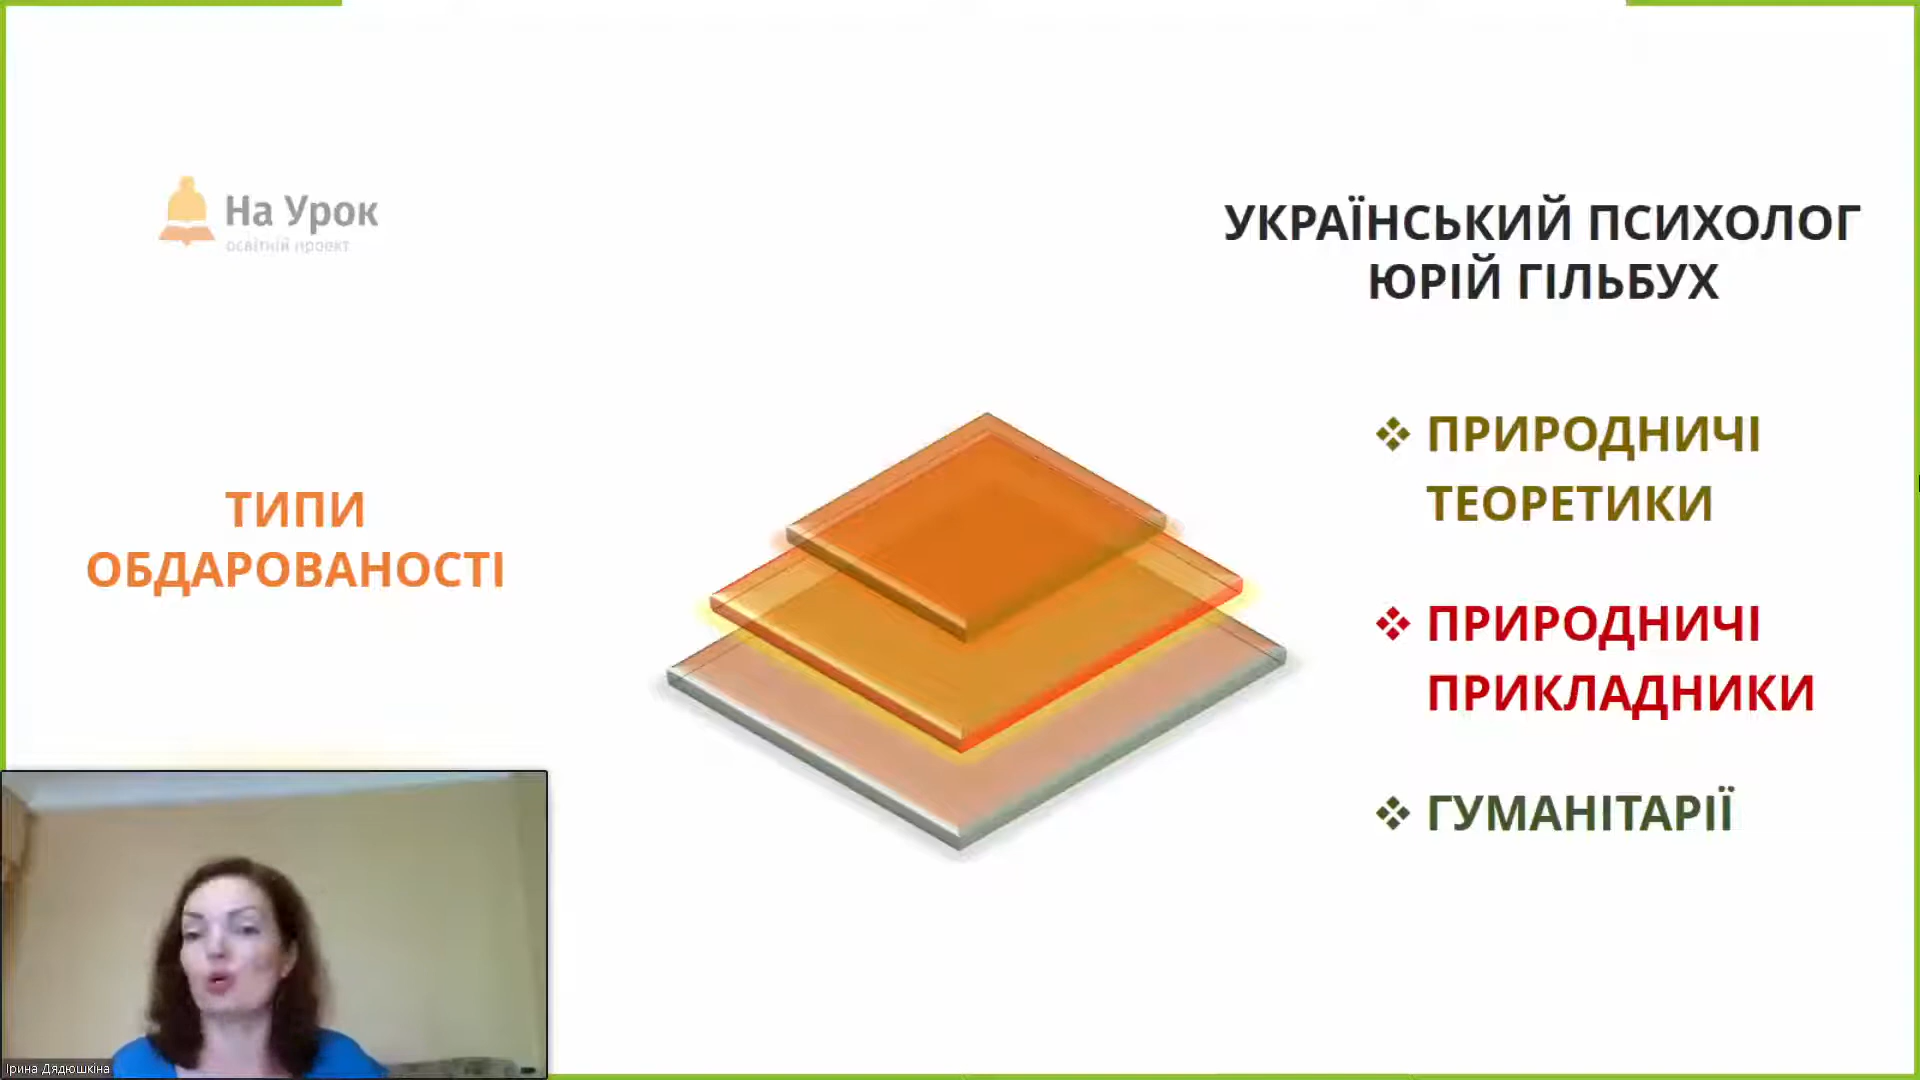 На Урок
освітній проект
УКРАЇНСЬКИЙ ПСИХОЛОГ
ЮРІЙ ГІЛЬБУХ
ТИПИ
ОБДАРОВАНОСТІ
❖ ПРИРОДНИЧІ
ТЕОРЕТИКИ
❖ ПРИРОДНИЧІ
ПРИКЛАДНИКИ
❖ ГУМАНІТАРІЇ
Ірина Дядюшкіна